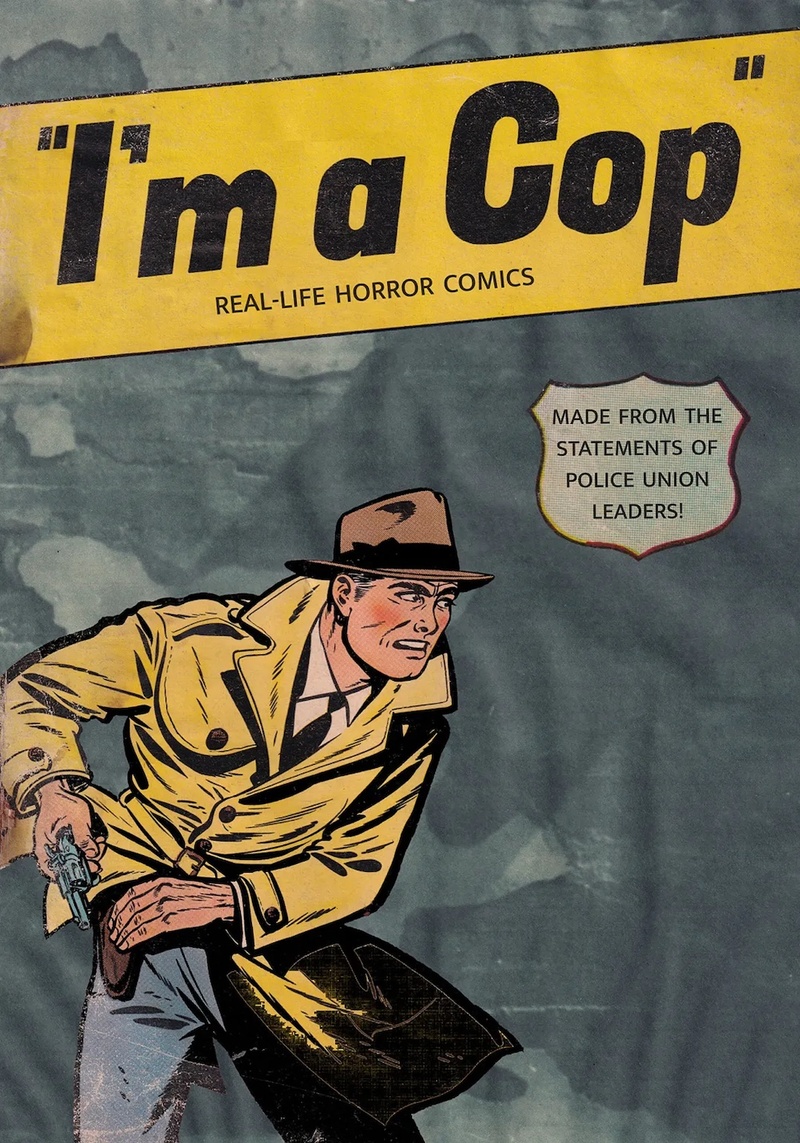 "I'm a Cop"
REAL-LIFE HORROR COMICS
MADE FROM THE
STATEMENTS OF
POLICE UNION
LEADERS!